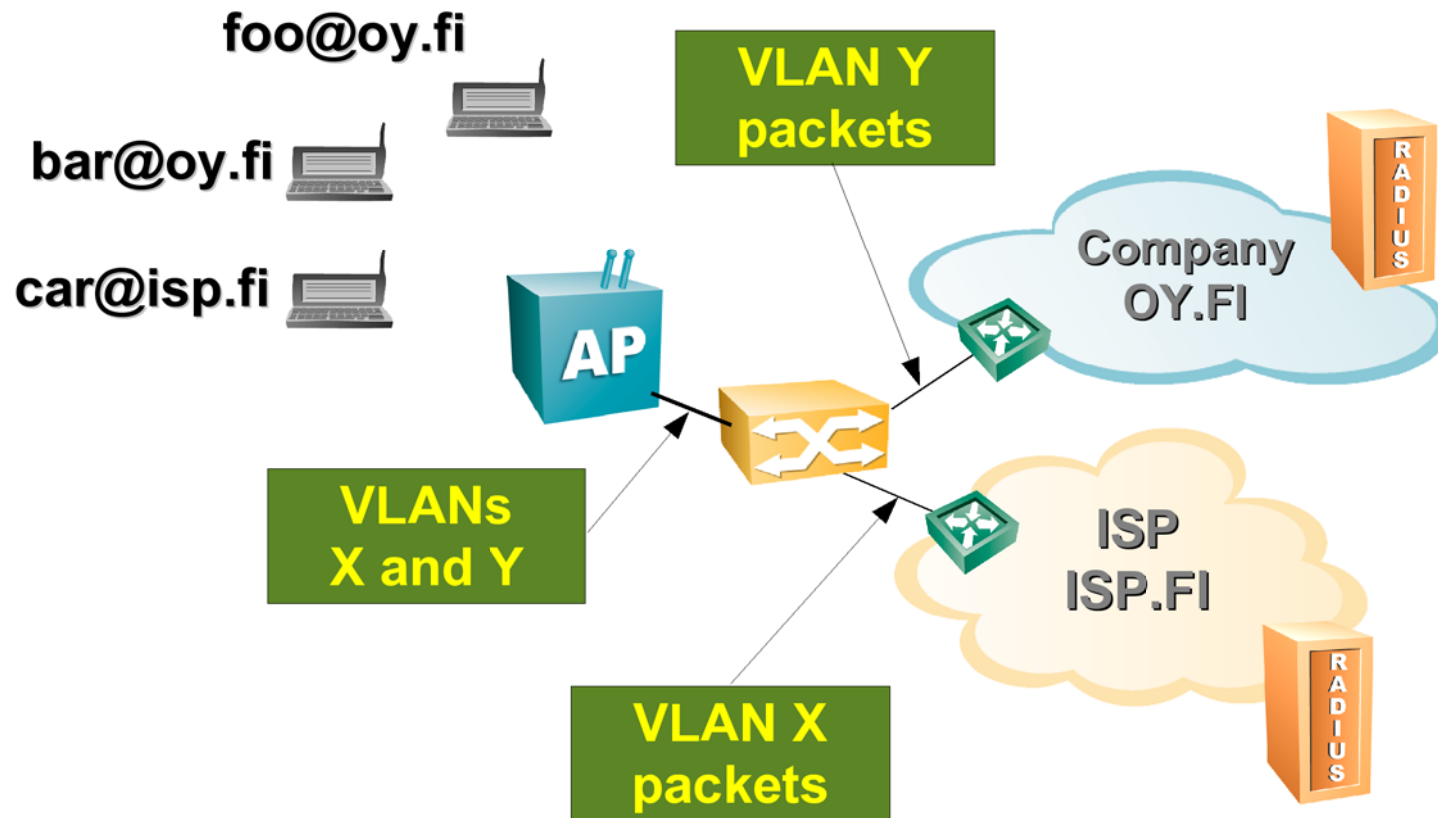 foo@oy.fi
bar@oy.fi
car@isp.fi
VLAN Y
packets
RADIUS
Company
OY.FI
AP
VLANs
X and Y
ISP
ISP.FI
VLAN X
packets
RADIUS